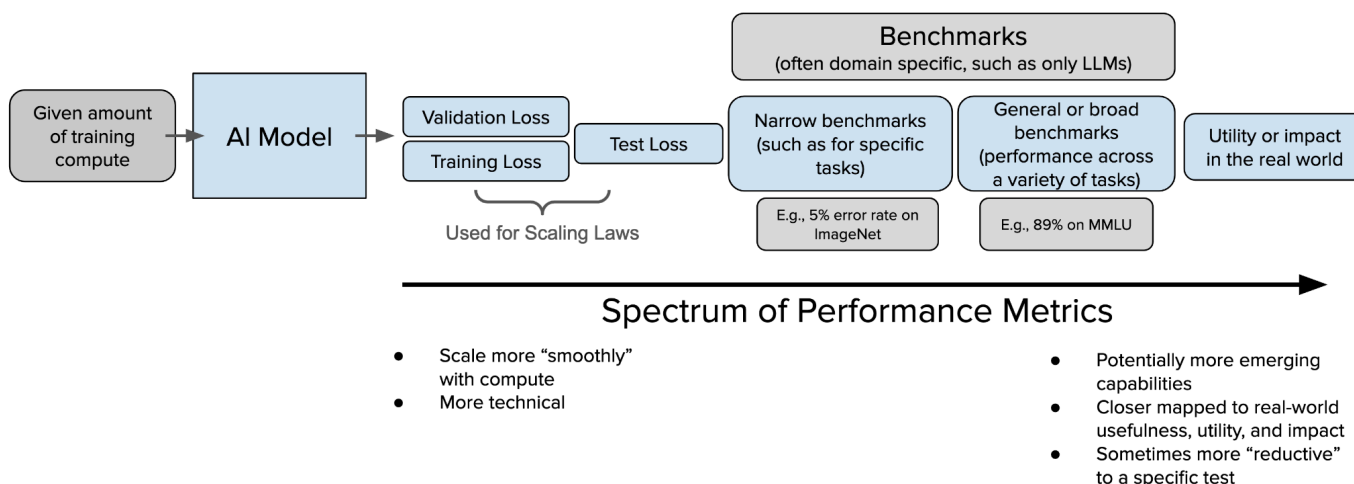 Benchmarks
(often domain specific, such as only LLMs)
Given amount
of training
compute
AI Model
Validation Loss
Training Loss
Test Loss
Narrow benchmarks
(such as for specific
tasks)
General or broad
benchmarks
(performance across
a variety of tasks)
Utility or impact
in the real world
E.g., 5% error rate on
ImageNet
E.g., 89% on MMLU
Used for Scaling Laws
Spectrum of Performance Metrics
● Scale more “smoothly”
with compute
● More technical
● Potentially more emerging
capabilities
● Closer mapped to real-world
usefulness, utility, and impact
● Sometimes more “reductive”
to a specific test